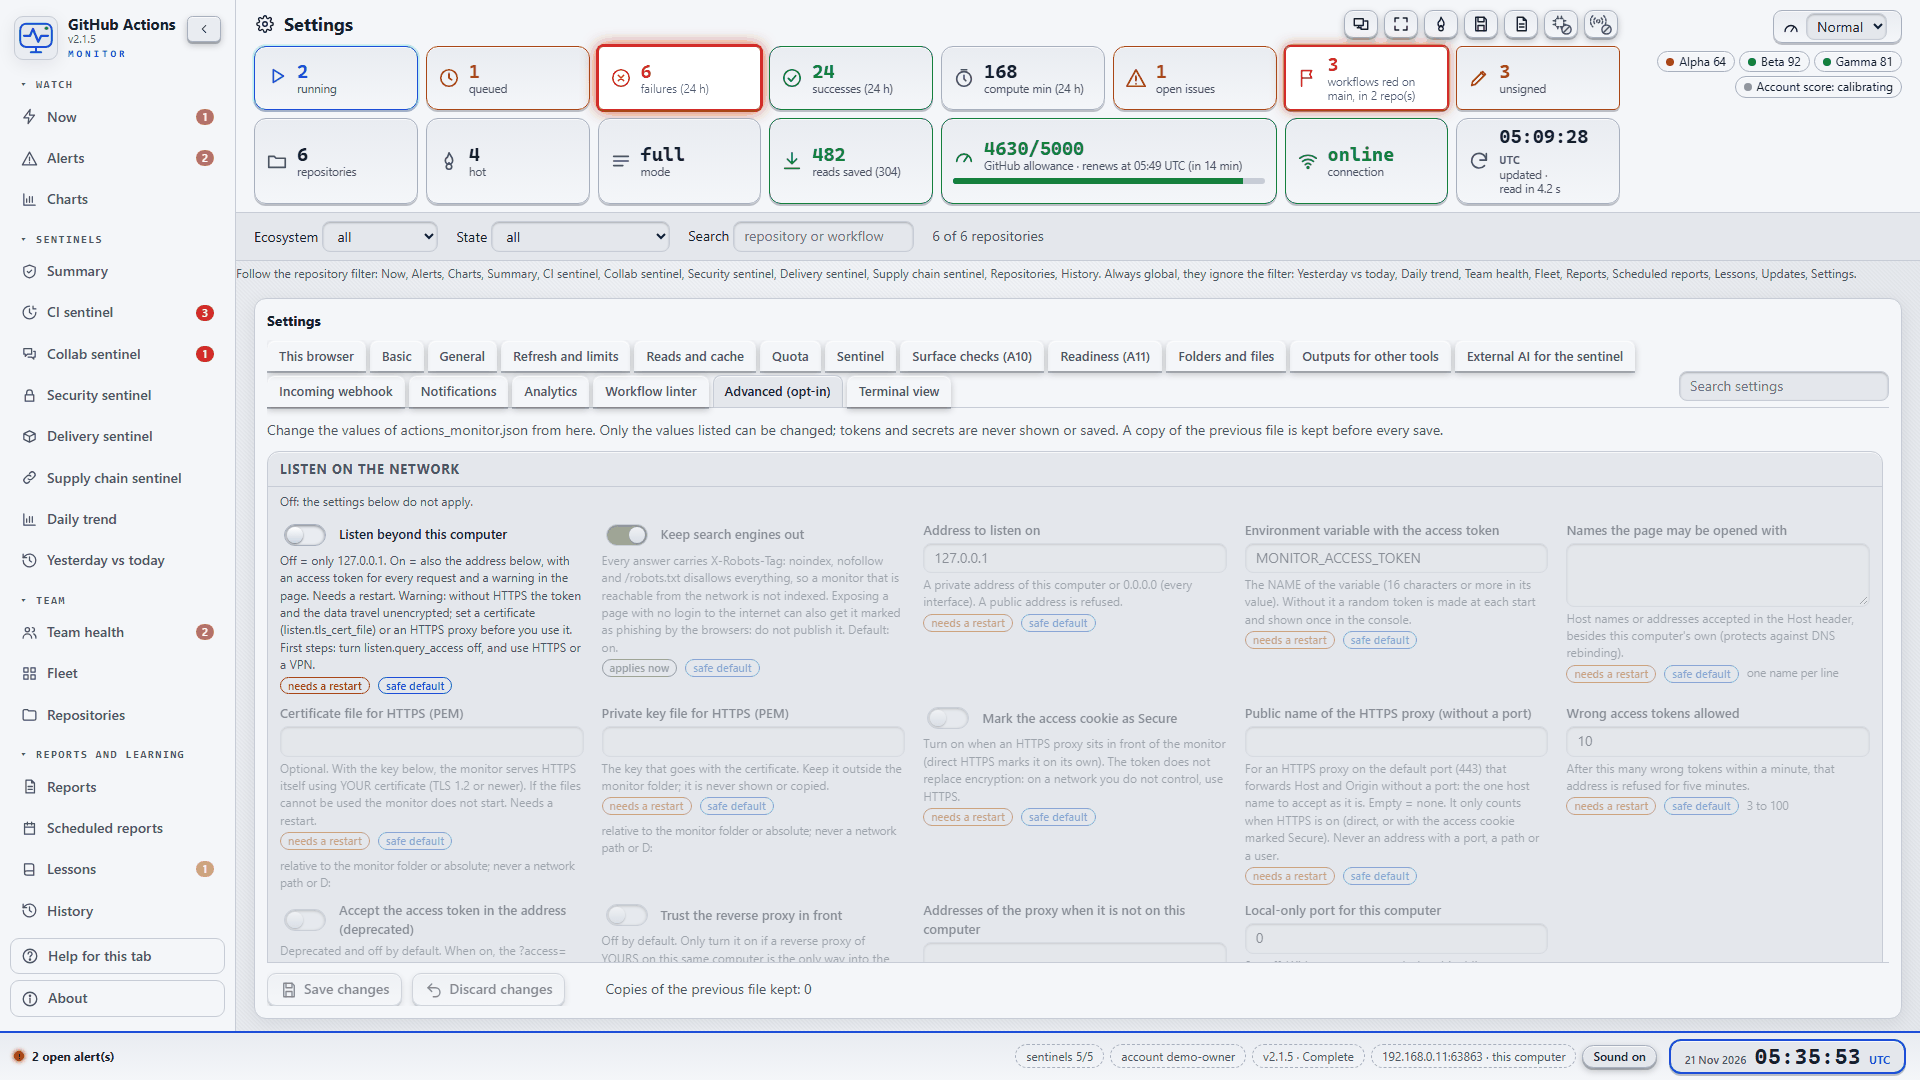 GitHub Actions
v2.1.5
MONITOR
WATCH
Now 1
Alerts 2
Charts
SENTINELS
Summary
CI sentinel 3
Collab sentinel 1
Security sentinel
Delivery sentinel
Supply chain sentinel
Daily trend
Yesterday vs today
TEAM
Team health 2
Fleet
Repositories
REPORTS AND LEARNING
Reports
Scheduled reports
Lessons 1
History
Help for this tab
About
Settings
Normal
Alpha 64
Beta 92
Gamma 81
Account score: calibrating
2
running
1
queued
6
failures (24 h)
24
successes (24 h)
168
compute min (24 h)
1
open issues
3
workflows red on
main, in 2 repo(s)
3
unsigned
6
repositories
4
hot
full
mode
482
reads saved (304)
4630/5000
GitHub allowance · renews at 05:49 UTC (in 14 min)
online
connection
05:09:28
UTC
updated ·
read in 4.2 s
Ecosystem all State all Search repository or workflow 6 of 6 repositories
Follow the repository filter: Now, Alerts, Charts, Summary, CI sentinel, Collab sentinel, Security sentinel, Delivery sentinel, Supply chain sentinel, Repositories, History. Always global, they ignore the filter: Yesterday vs today, Daily trend, Team health, Fleet, Reports, Scheduled reports, Lessons, Updates, Settings.
Settings
This browser Basic General Refresh and limits Reads and cache Quota Sentinel Surface checks (A10) Readiness (A11) Folders and files Outputs for other tools External AI for the sentinel
Incoming webhook Notifications Analytics Workflow linter Advanced (opt-in) Terminal view
Search settings
Change the values of actions_monitor.json from here. Only the values listed can be changed; tokens and secrets are never shown or saved. A copy of the previous file is kept before every save.
LISTEN ON THE NETWORK
Off: the settings below do not apply.
Listen beyond this computer
Off = only 127.0.0.1. On = also the address below, with
an access token for every request and a warning in the
page. Needs a restart. Warning: without HTTPS the token
and the data travel unencrypted; set a certificate
(listen.tls_cert_file) or an HTTPS proxy before you use it.
First steps: turn listen.query_access off, and use HTTPS or
a VPN.
needs a restart safe default
Keep search engines out
Every answer carries X-Robots-Tag: noindex, nofollow
and /robots.txt disallows everything, so a monitor that is
reachable from the network is not indexed. Exposing a
page with no login to the internet can also get it marked
as phishing by the browsers: do not publish it. Default:
on.
applies now safe default
Address to listen on
127.0.0.1
A private address of this computer or 0.0.0.0 (every
interface). A public address is refused.
needs a restart safe default
Environment variable with the access token
MONITOR_ACCESS_TOKEN
The NAME of the variable (16 characters or more in its
value). Without it a random token is made at each start
and shown once in the console.
needs a restart safe default
Names the page may be opened with
Host names or addresses accepted in the Host header,
besides this computer's own (protects against DNS
rebinding).
needs a restart safe default one name per line
Certificate file for HTTPS (PEM)
Optional. With the key below, the monitor serves HTTPS
itself using YOUR certificate (TLS 1.2 or newer). If the files
cannot be used the monitor does not start. Needs a
restart.
needs a restart safe default
relative to the monitor folder or absolute; never a network
path or D:
Private key file for HTTPS (PEM)
The key that goes with the certificate. Keep it outside the
monitor folder; it is never shown or copied.
needs a restart safe default
relative to the monitor folder or absolute; never a network
path or D:
Mark the access cookie as Secure
Turn on when an HTTPS proxy sits in front of the monitor
(direct HTTPS marks it on its own). The token does not
replace encryption: on a network you do not control, use
HTTPS.
needs a restart safe default
Public name of the HTTPS proxy (without a port)
For an HTTPS proxy on the default port (443) that
forwards Host and Origin without a port: the one host
name to accept as it is. Empty = none. It only counts
when HTTPS is on (direct, or with the access cookie
marked Secure). Never an address with a port, a path or
a user.
needs a restart safe default
Wrong access tokens allowed
10
After this many wrong tokens within a minute, that
address is refused for five minutes.
needs a restart safe default 3 to 100
Accept the access token in the address
(deprecated)
Deprecated and off by default. When on, the ?access=
Trust the reverse proxy in front
Off by default. Only turn it on if a reverse proxy of
YOURS on this same computer is the only way into the
Addresses of the proxy when it is not on this
computer
Local-only port for this computer
0
Save changes Discard changes Copies of the previous file kept: 0
2 open alert(s)
sentinels 5/5 account demo-owner v2.1.5 · Complete 192.168.0.11:63863 · this computer Sound on 21 Nov 2026 05:35:53 UTC